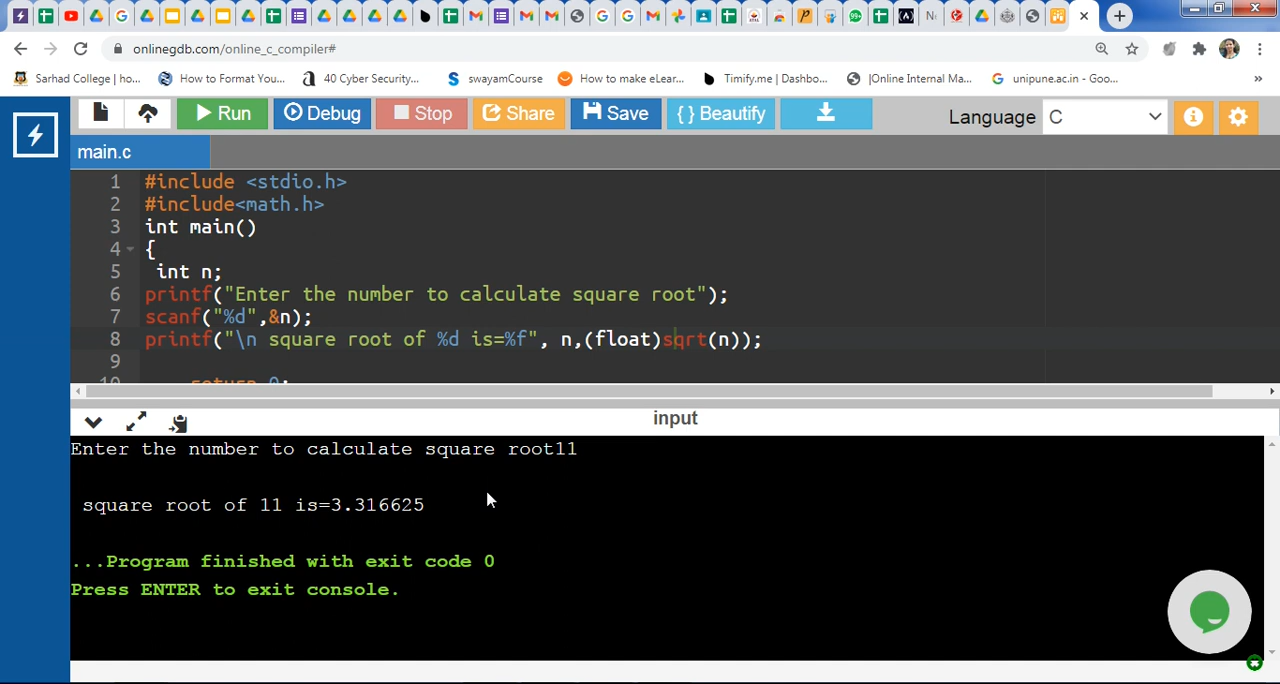 99+
N
onlinegdb.com/online_c_compiler#
Sarhad College | ho... How to Format You... 40 Cyber Security,... swayamCourse How to make eLear... Timify.me | Dashbo... |Online Internal Ma... unipune.ac.in - Goo... »
Run Debug Stop Share Save { } Beautify Language C
main.c
1 #include <stdio.h>
2 #include<math.h>
3 int main()
4 {
5 int n;
6 printf("Enter the number to calculate square root");
7 scanf("%d",&n);
8 printf("\n square root of %d is=%f", n,(float)sqrt(n));
9
10 return 0;
input
Enter the number to calculate square root11
square root of 11 is=3.316625
...Program finished with exit code 0
Press ENTER to exit console.